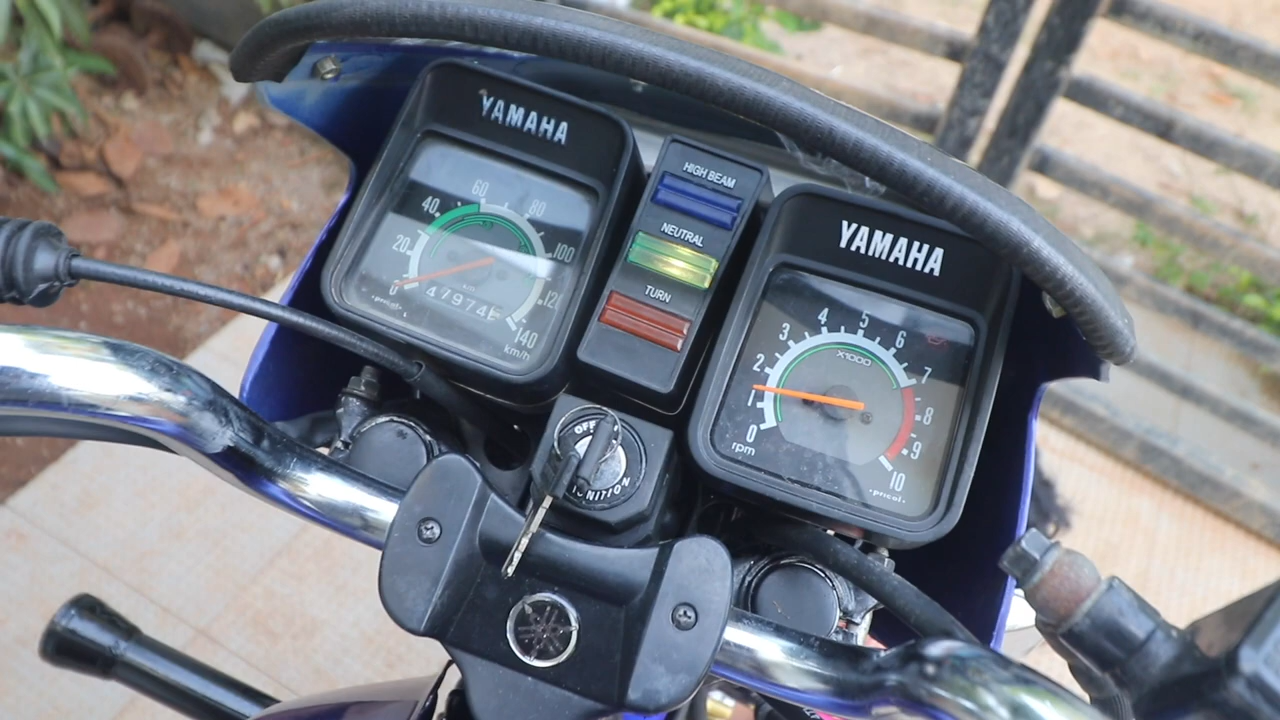 YAMAHA
60
40
80
20
100
0
120
km
47974
140
·pricol·
km/h
HIGH BEAM
NEUTRAL
TURN
OFF
IGNITION
YAMAHA
4
5
3
6
X1000
2
7
1
8
0
9
rpm
10
·pricol·